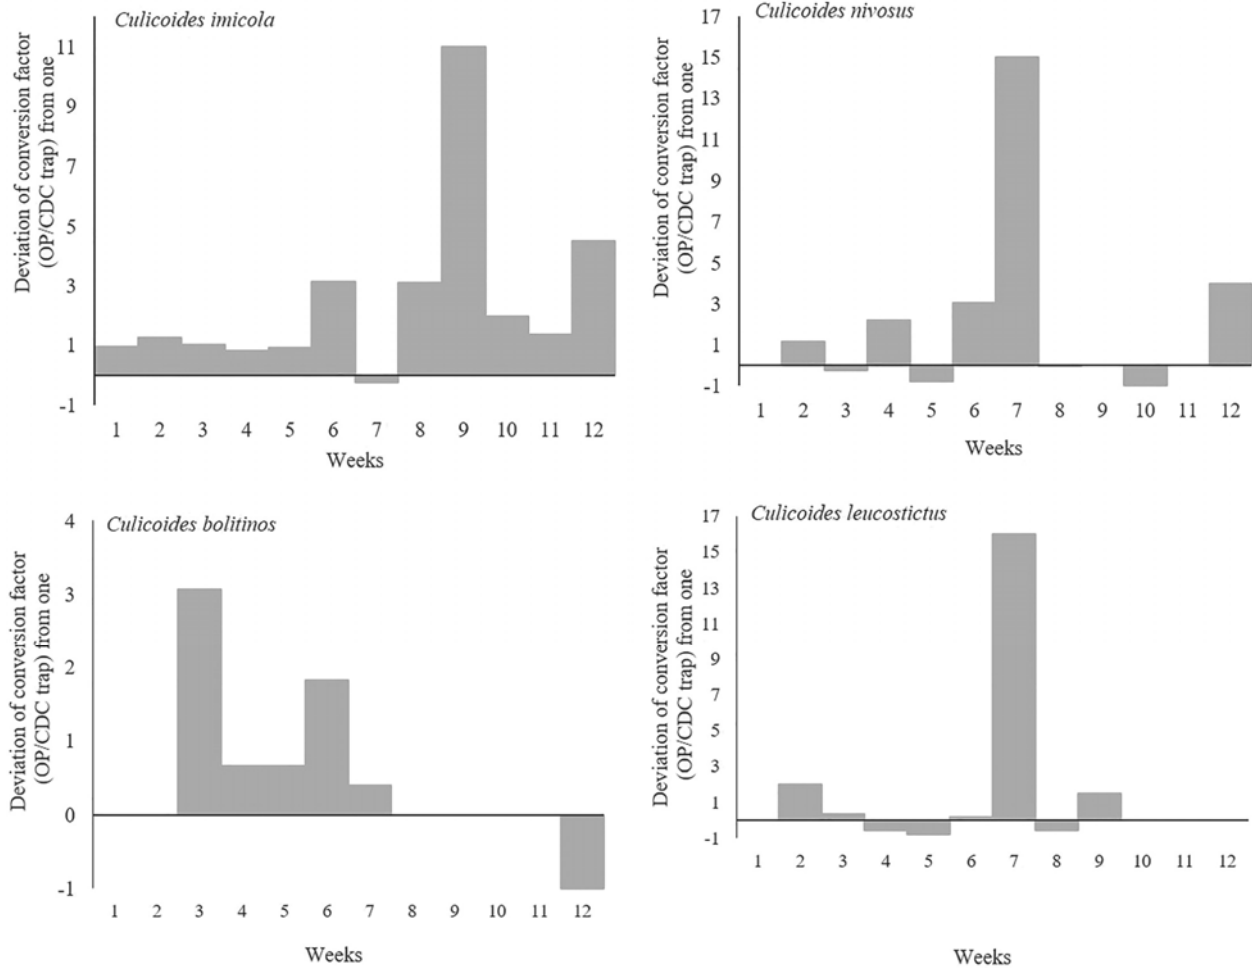 Culicoides imicola
Deviation of conversion factor
(OP/CDC trap) from one
11
9
7
5
3
1
-1
1 2 3 4 5 6 7 8 9 10 11 12
Weeks
Culicoides nivosus
Deviation of conversion factor
(OP/CDC trap) from one
17
15
13
11
9
7
5
3
1
-1
1 2 3 4 5 6 7 8 9 10 11 12
Weeks
Culicoides bolitinos
Deviation of conversion factor
(OP/CDC trap) from one
4
3
2
1
0
-1
1 2 3 4 5 6 7 8 9 10 11 12
Weeks
Culicoides leucostictus
Deviation of conversion factor
(OP/CDC trap) from one
17
15
13
11
9
7
5
3
1
-1
1 2 3 4 5 6 7 8 9 10 11 12
Weeks